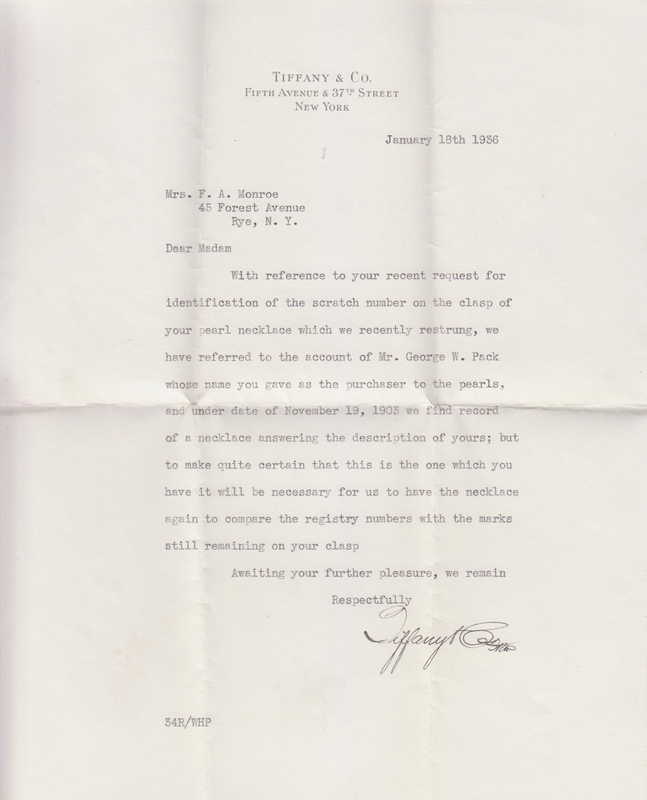 TIFFANY & CO.
FIFTH AVENUE & 37TH STREET
NEW YORK
January 18th 1936
Mrs. F. A. Monroe
45 Forest Avenue
Rye, N. Y.
Dear Madam
With reference to your recent request for
identification of the scratch number on the clasp of
your pearl necklace which we recently restrung, we
have referred to the account of Mr. George W. Pack
whose name you gave as the purchaser to the pearls,
and under date of November 19, 1903 we find record
of a necklace answering the description of yours; but
to make quite certain that this is the one which you
have it will be necessary for us to have the necklace
again to compare the registry numbers with the marks
still remaining on your clasp
Awaiting your further pleasure, we remain
Respectfully
Tiffany & Co
34R/WHP